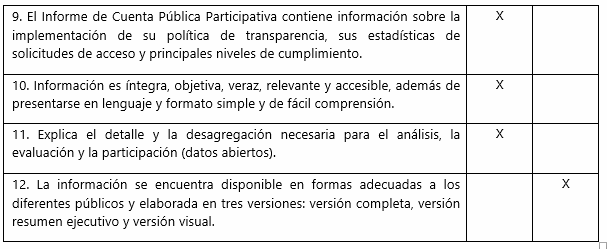 9. El Informe de Cuenta Pública Participativa contiene información sobre la X
implementación de su política de transparencia, sus estadísticas de
solicitudes de acceso y principales niveles de cumplimiento.
10. Información es íntegra, objetiva, veraz, relevante y accesible, además de X
presentarse en lenguaje y formato simple y de fácil comprensión.
11. Explica el detalle y la desagregación necesaria para el análisis, la X
evaluación y la participación (datos abiertos).
12. La información se encuentra disponible en formas adecuadas a los X
diferentes públicos y elaborada en tres versiones: versión completa, versión
resumen ejecutivo y versión visual.